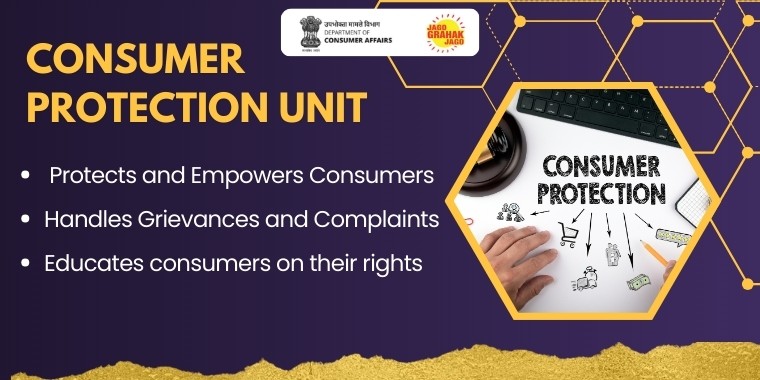 उपभोक्ता मामले विभाग
DEPARTMENT OF
CONSUMER AFFAIRS
JAGO
GRAHAK
JAGO
CONSUMER
PROTECTION UNIT
• Protects and Empowers Consumers
• Handles Grievances and Complaints
• Educates consumers on their rights
CONSUMER
PROTECTION